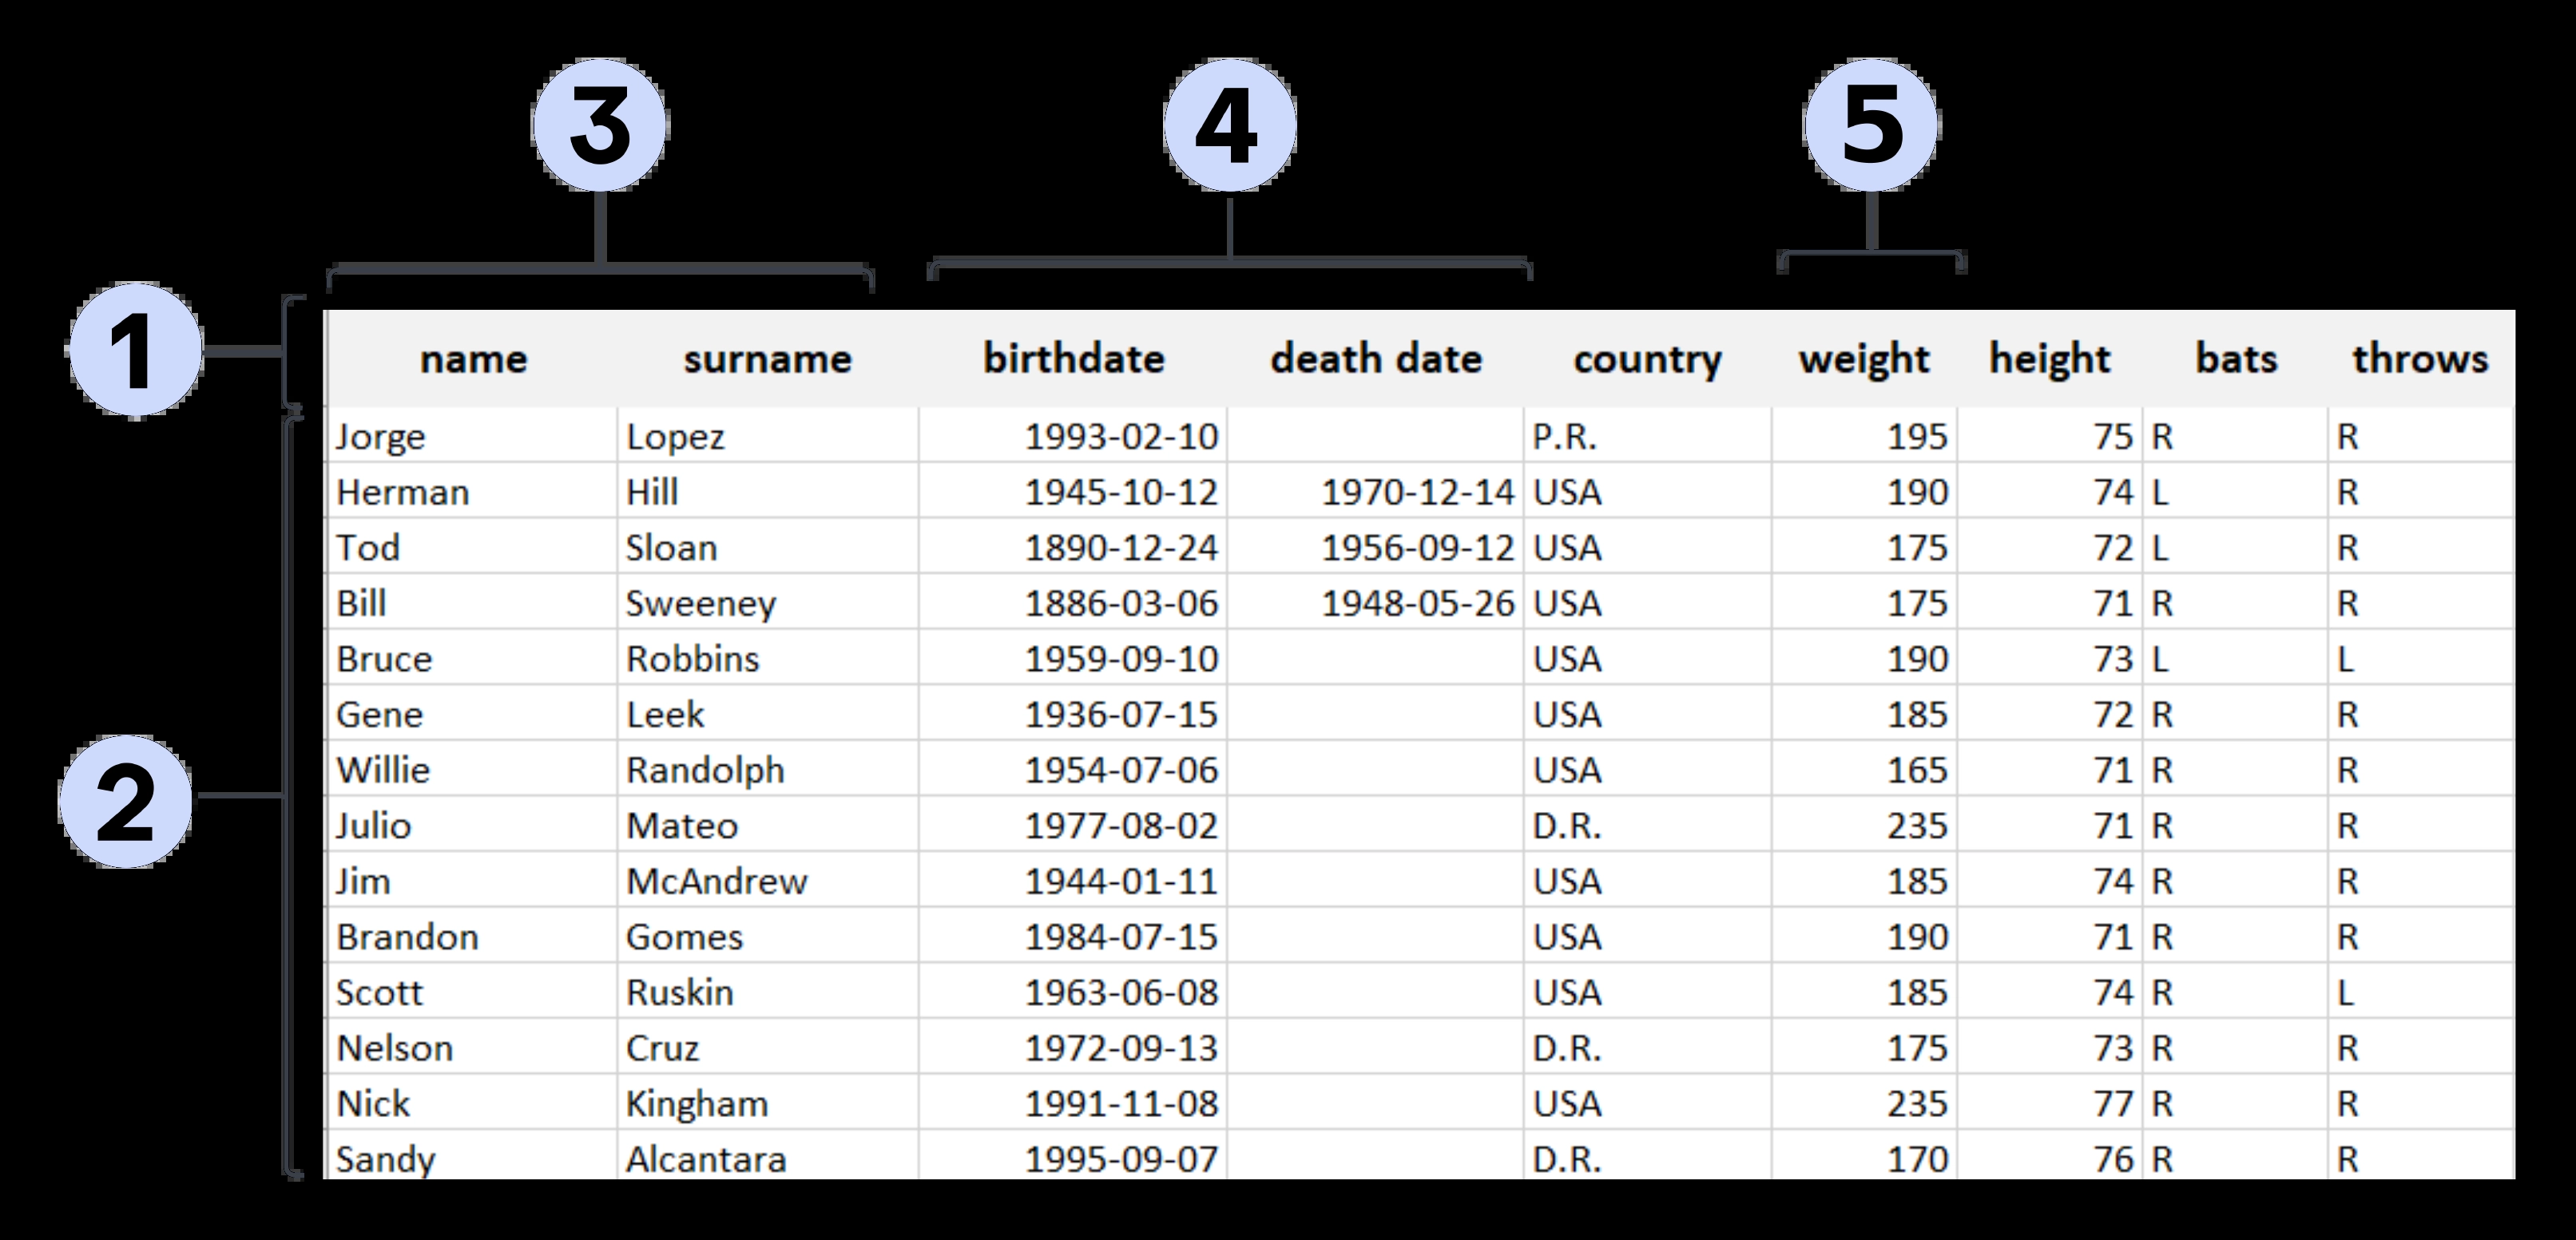 3 4 5
1
name surname birthdate death date country weight height bats throws
Jorge Lopez 1993-02-10 P.R. 195 75 R R
Herman Hill 1945-10-12 1970-12-14 USA 190 74 L R
Tod Sloan 1890-12-24 1956-09-12 USA 175 72 L R
Bill Sweeney 1886-03-06 1948-05-26 USA 175 71 R R
Bruce Robbins 1959-09-10 USA 190 73 L L
Gene Leek 1936-07-15 USA 185 72 R R
Willie Randolph 1954-07-06 USA 165 71 R R
2
Julio Mateo 1977-08-02 D.R. 235 71 R R
Jim McAndrew 1944-01-11 USA 185 74 R R
Brandon Gomes 1984-07-15 USA 190 71 R R
Scott Ruskin 1963-06-08 USA 185 74 R L
Nelson Cruz 1972-09-13 D.R. 175 73 R R
Nick Kingham 1991-11-08 USA 235 77 R R
Sandy Alcantara 1995-09-07 D.R. 170 76 R R